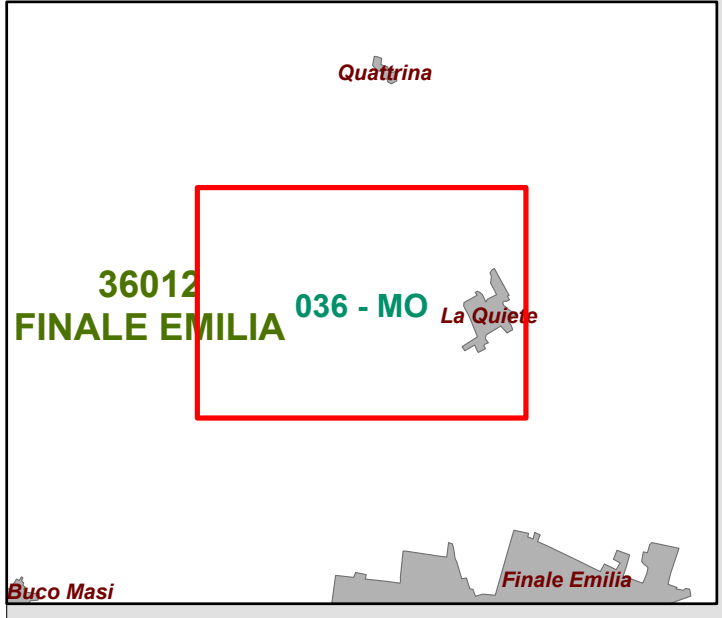 Quattrina
36012
FINALE EMILIA
036 - MO
La Quiete
Buco Masi
Finale Emilia